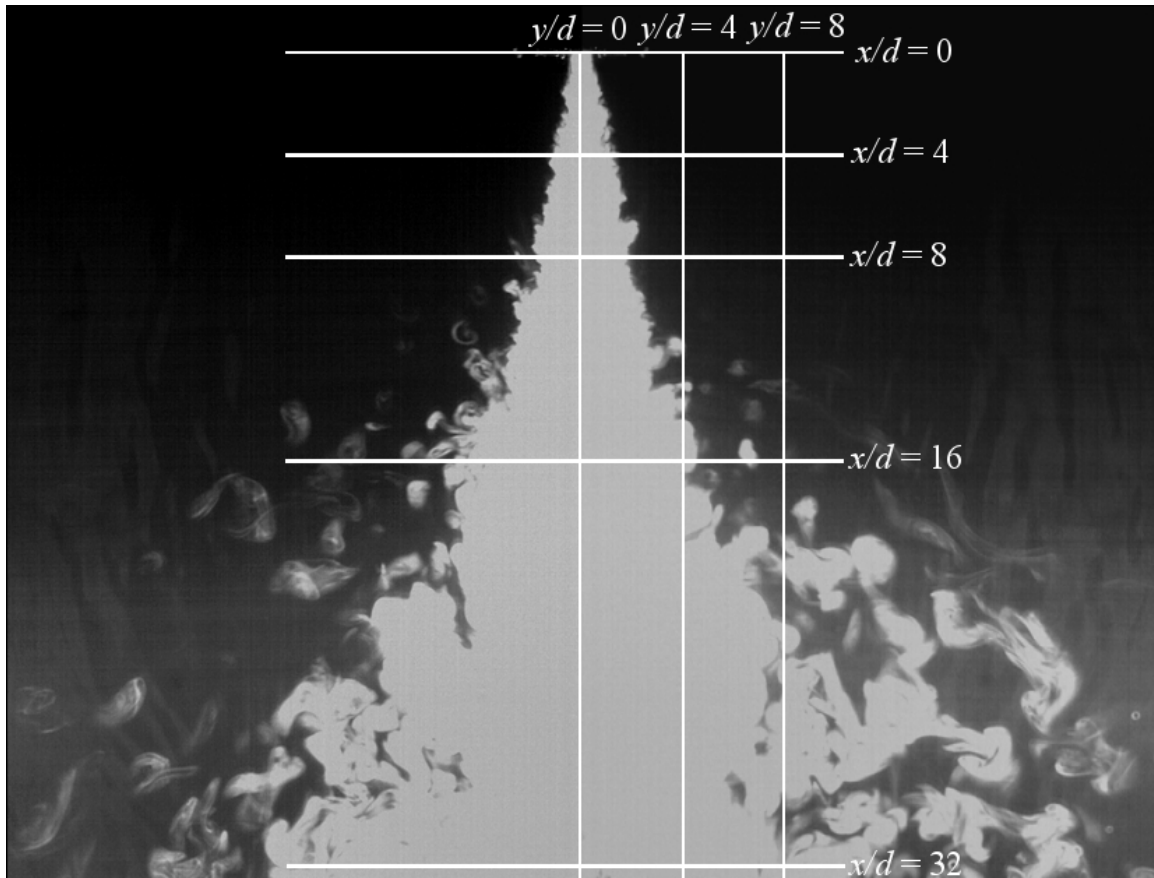 y/d = 0 y/d = 4 y/d = 8
x/d = 0
x/d = 4
x/d = 8
x/d = 16
x/d = 32